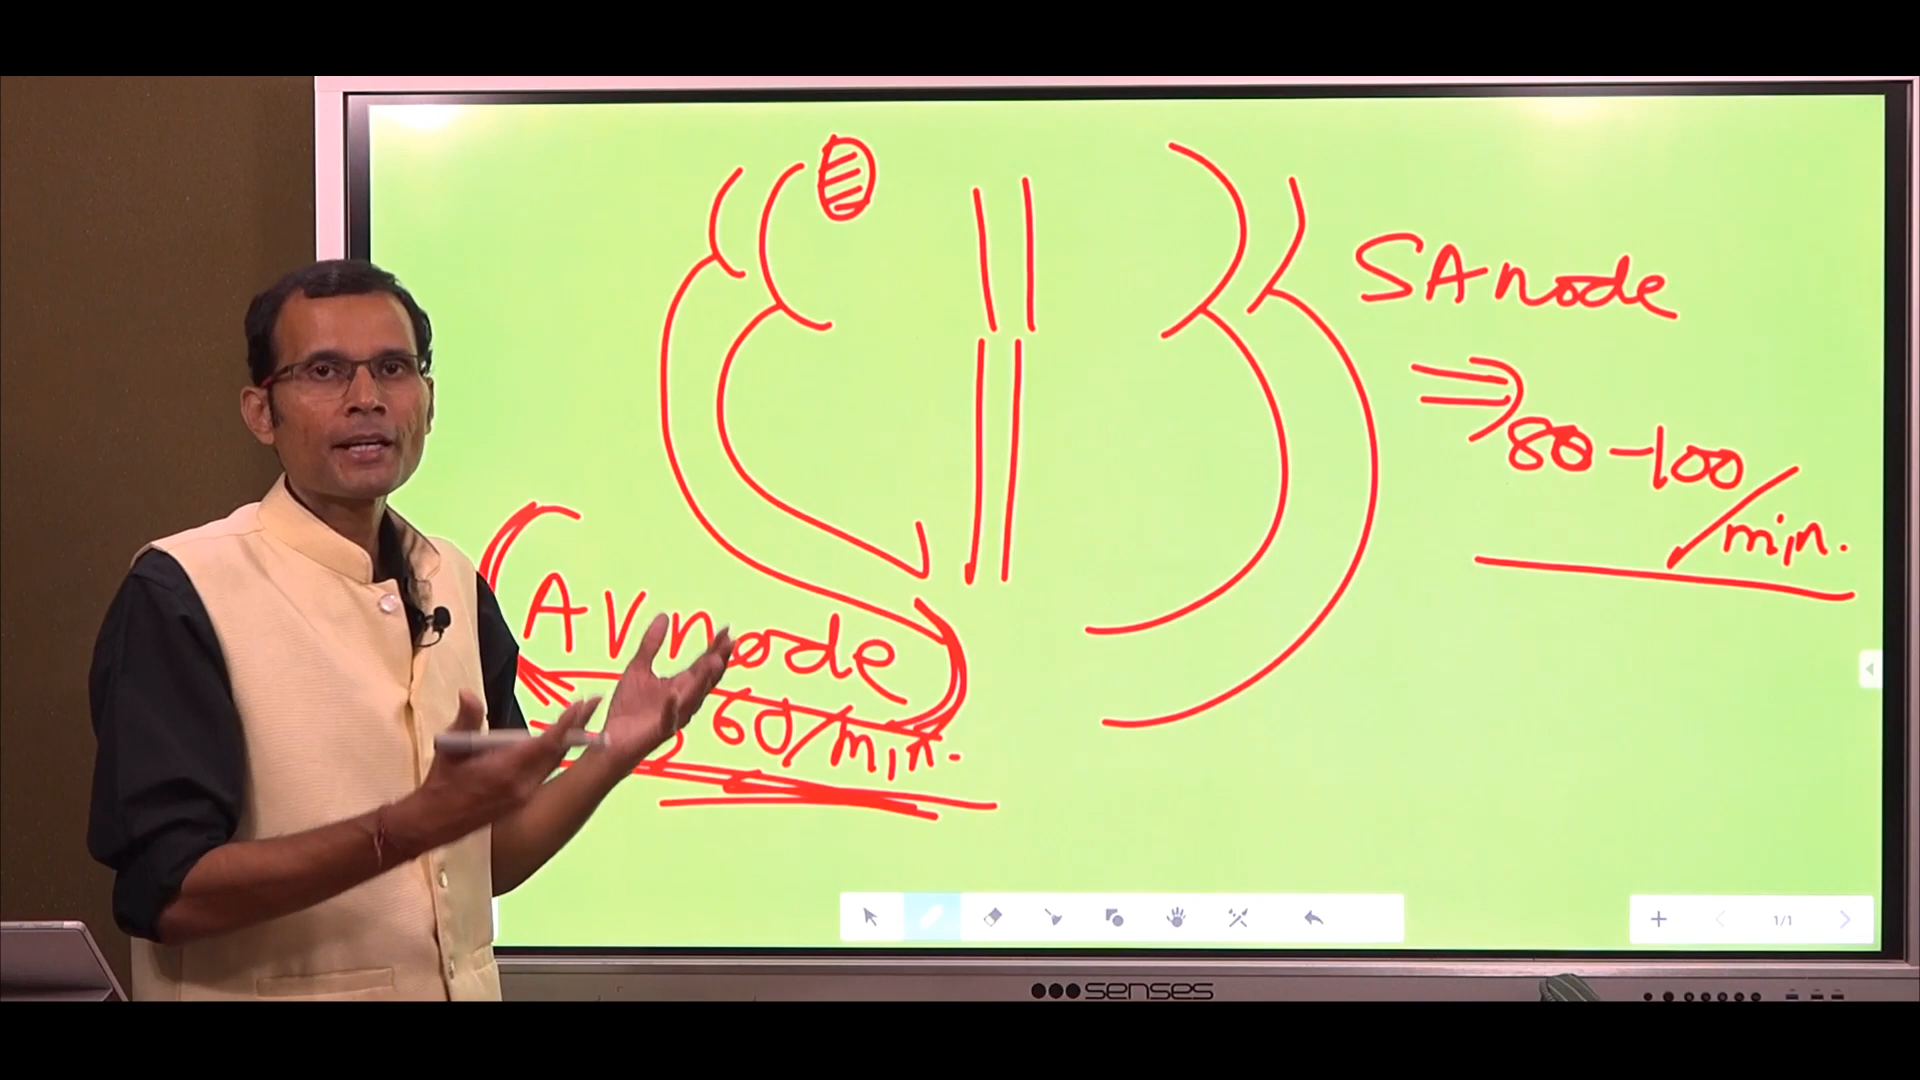 SA node
⇒ 80-100/
min.
AV node
60/min.
1/1
senses